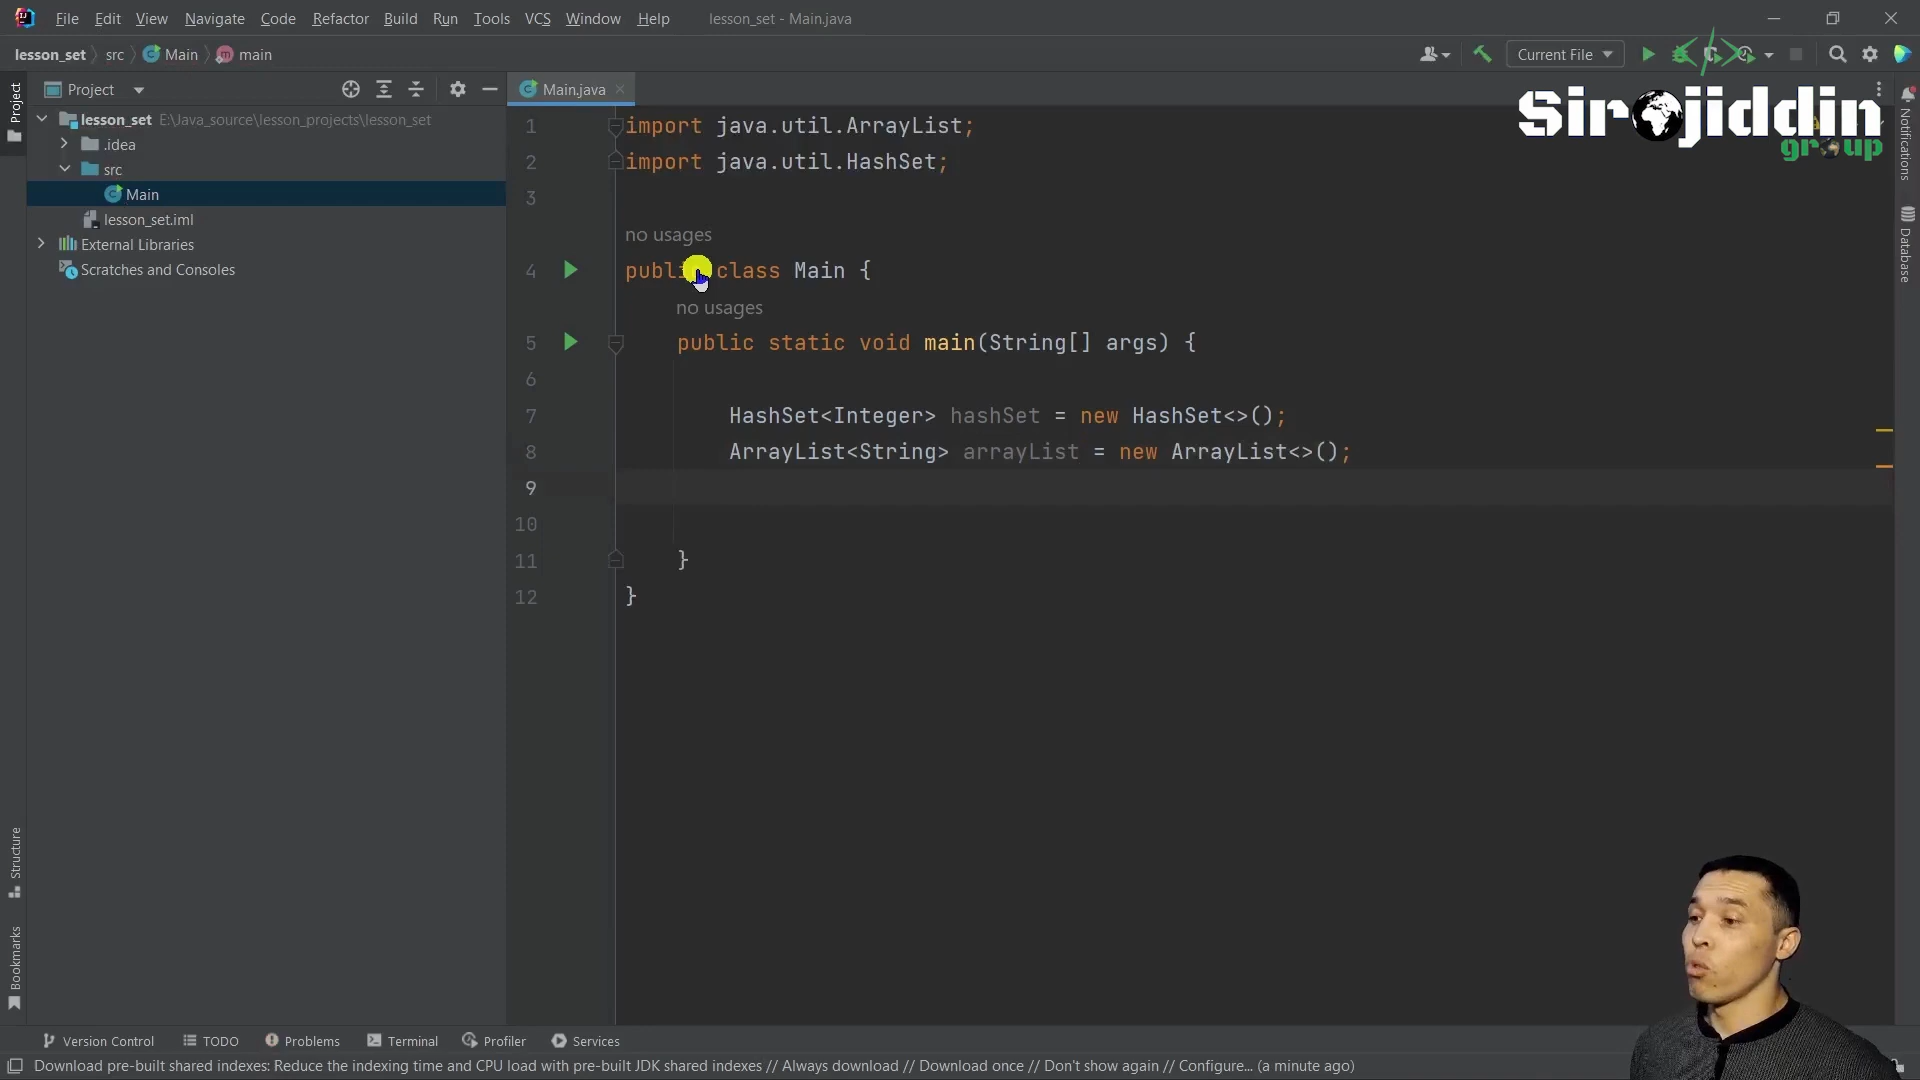 File Edit View Navigate Code Refactor Build Run Tools VCS Window Help lesson_set - Main.java
lesson_set src Main main Current File
Project Main.java
Sirojiddin
group
Project
lesson_set E:\Java_source\lesson_projects\lesson_set
.idea
src
Main
lesson_set.iml
External Libraries
Scratches and Consoles
1 import java.util.ArrayList;
2 import java.util.HashSet;
3
no usages
4 public class Main {
no usages
5 public static void main(String[] args) {
6
7 HashSet<Integer> hashSet = new HashSet<>();
8 ArrayList<String> arrayList = new ArrayList<>();
9
10
11 }
12 }
Notifications
Database
Structure
Bookmarks
Version Control TODO Problems Terminal Profiler Services
Download pre-built shared indexes: Reduce the indexing time and CPU load with pre-built JDK shared indexes // Always download // Download once // Don't show again // Configure... (a minute ago)